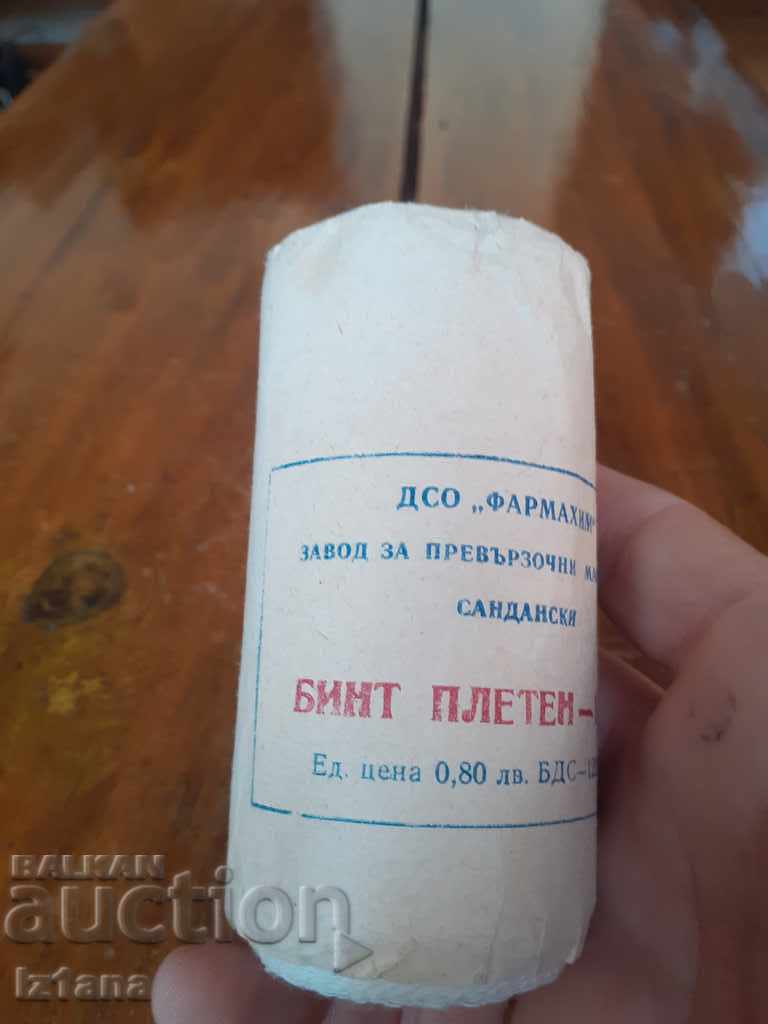 ДСО „ФАРМАХИМ"
ЗАВОД ЗА ПРЕВЪРЗОЧНИ
САНДАНСКИ
БИНТ ПЛЕТЕН-
Ед. цена 0,80 лв. БДС-
BALKAN
auction
Iz1ana